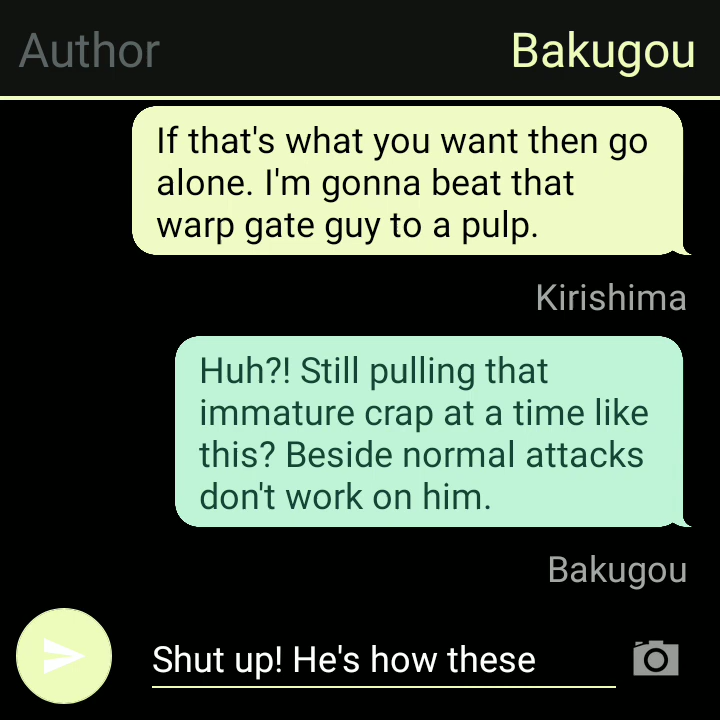 Author
Bakugou
If that's what you want then go
alone. I'm gonna beat that
warp gate guy to a pulp.
Kirishima
Huh?! Still pulling that
immature crap at a time like
this? Beside normal attacks
don't work on him.
Bakugou
Shut up! He's how these